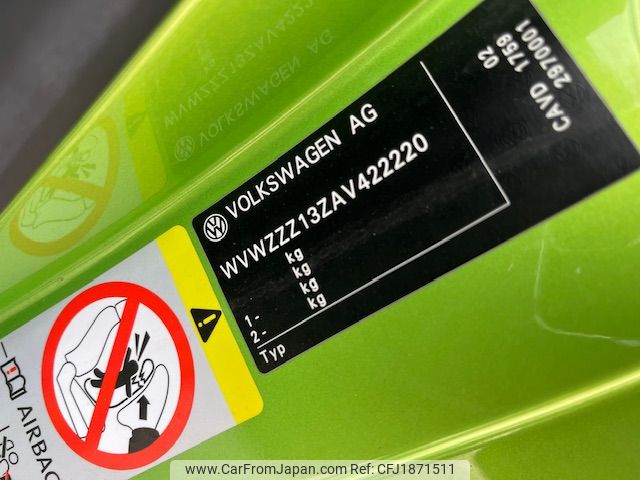 VOLKSWAGEN AG
WVWZZZ13ZAV422220
kg
kg
1 - kg
2 - kg
Typ
02
CAVD 1759
2970001
AIRBAG
www.CarFromJapan.com ref:CFJ1871511